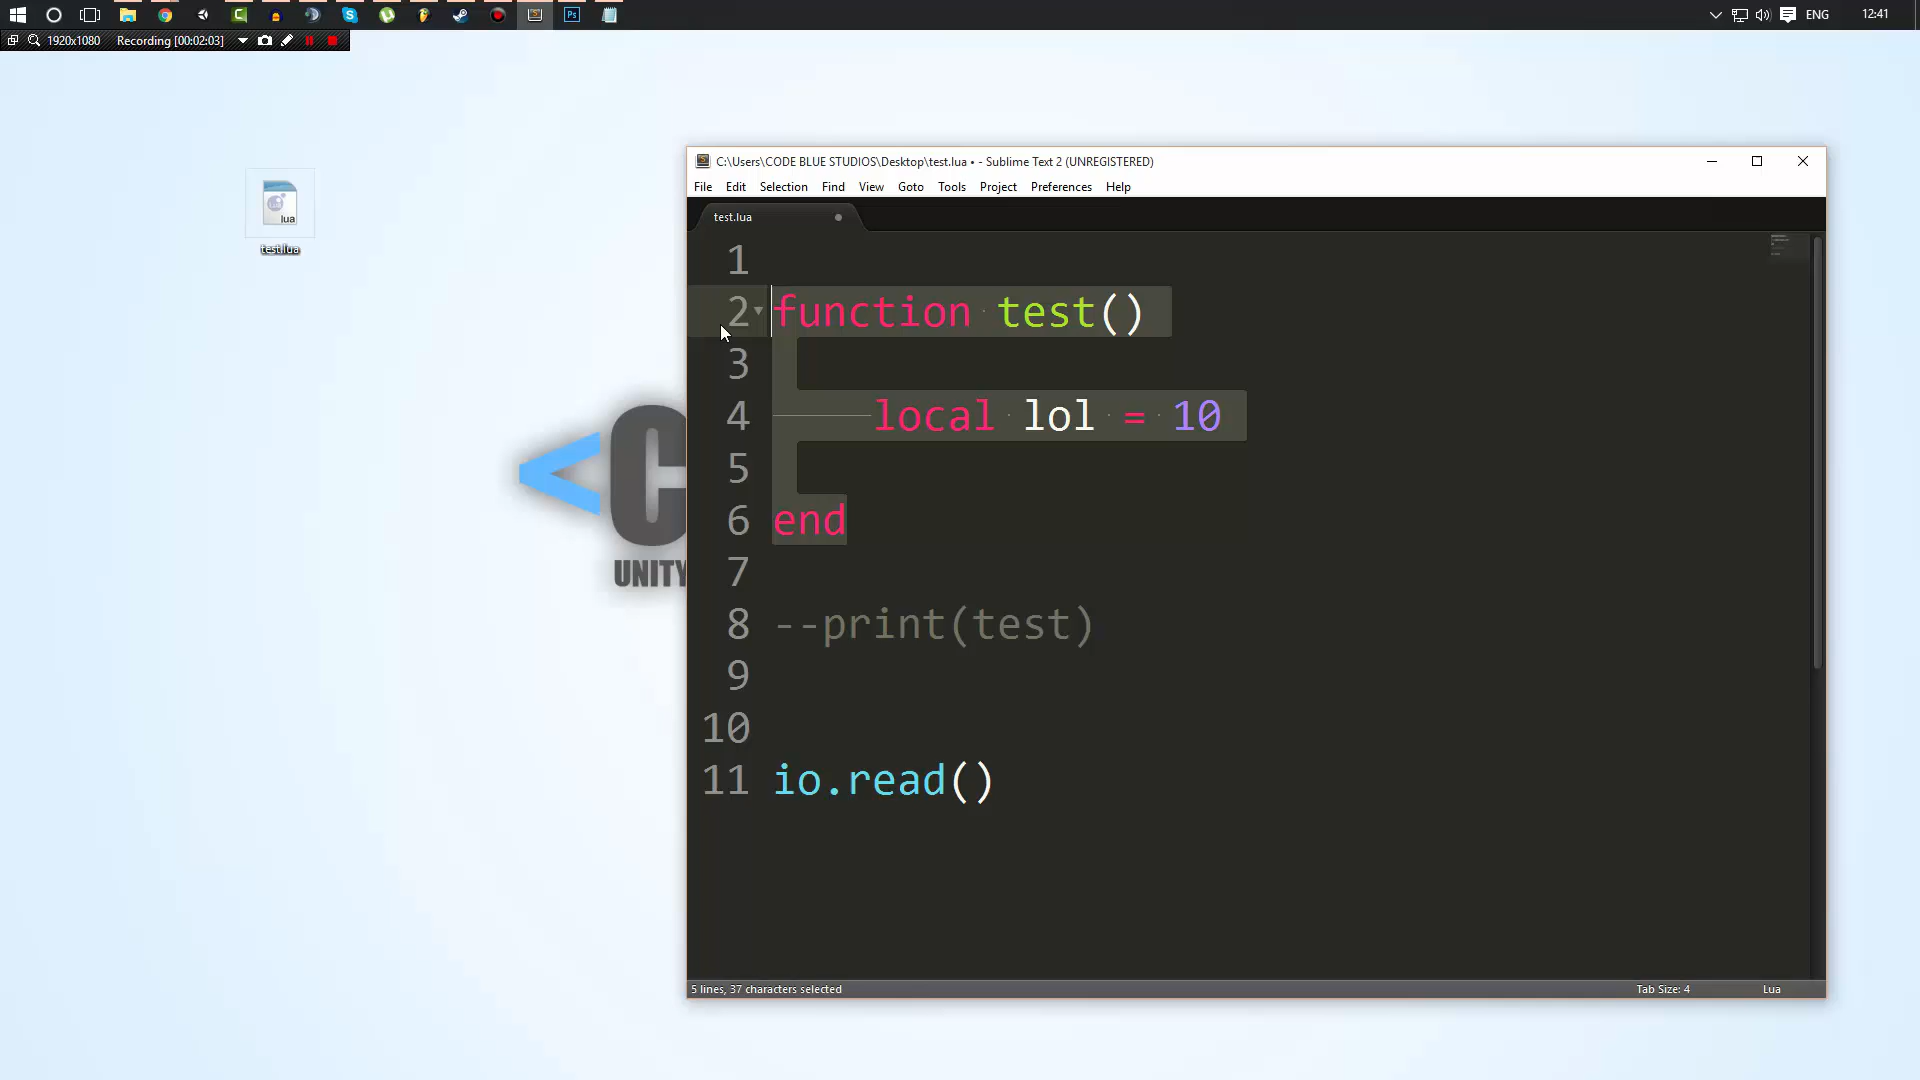 ENG
12:41
1920x1080 Recording [00:02:03]
lua
test.lua
<C
UNITY
C:\Users\CODE BLUE STUDIOS\Desktop\test.lua • - Sublime Text 2 (UNREGISTERED)
File Edit Selection Find View Goto Tools Project Preferences Help
test.lua
1
2 function test()
3
4 local lol = 10
5
6 end
7
8 --print(test)
9
10
11 io.read()
5 lines, 37 characters selected
Tab Size: 4
Lua